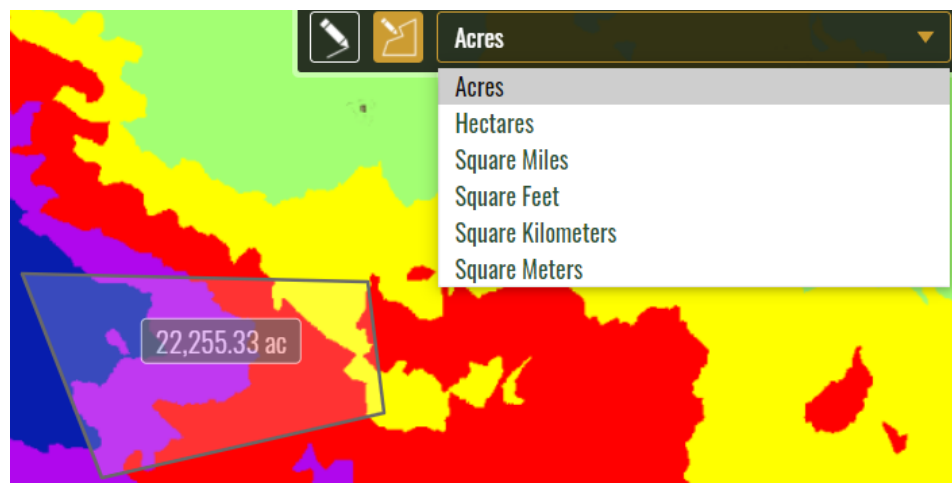 Acres
Acres
Hectares
Square Miles
Square Feet
Square Kilometers
Square Meters
22,255.33 ac